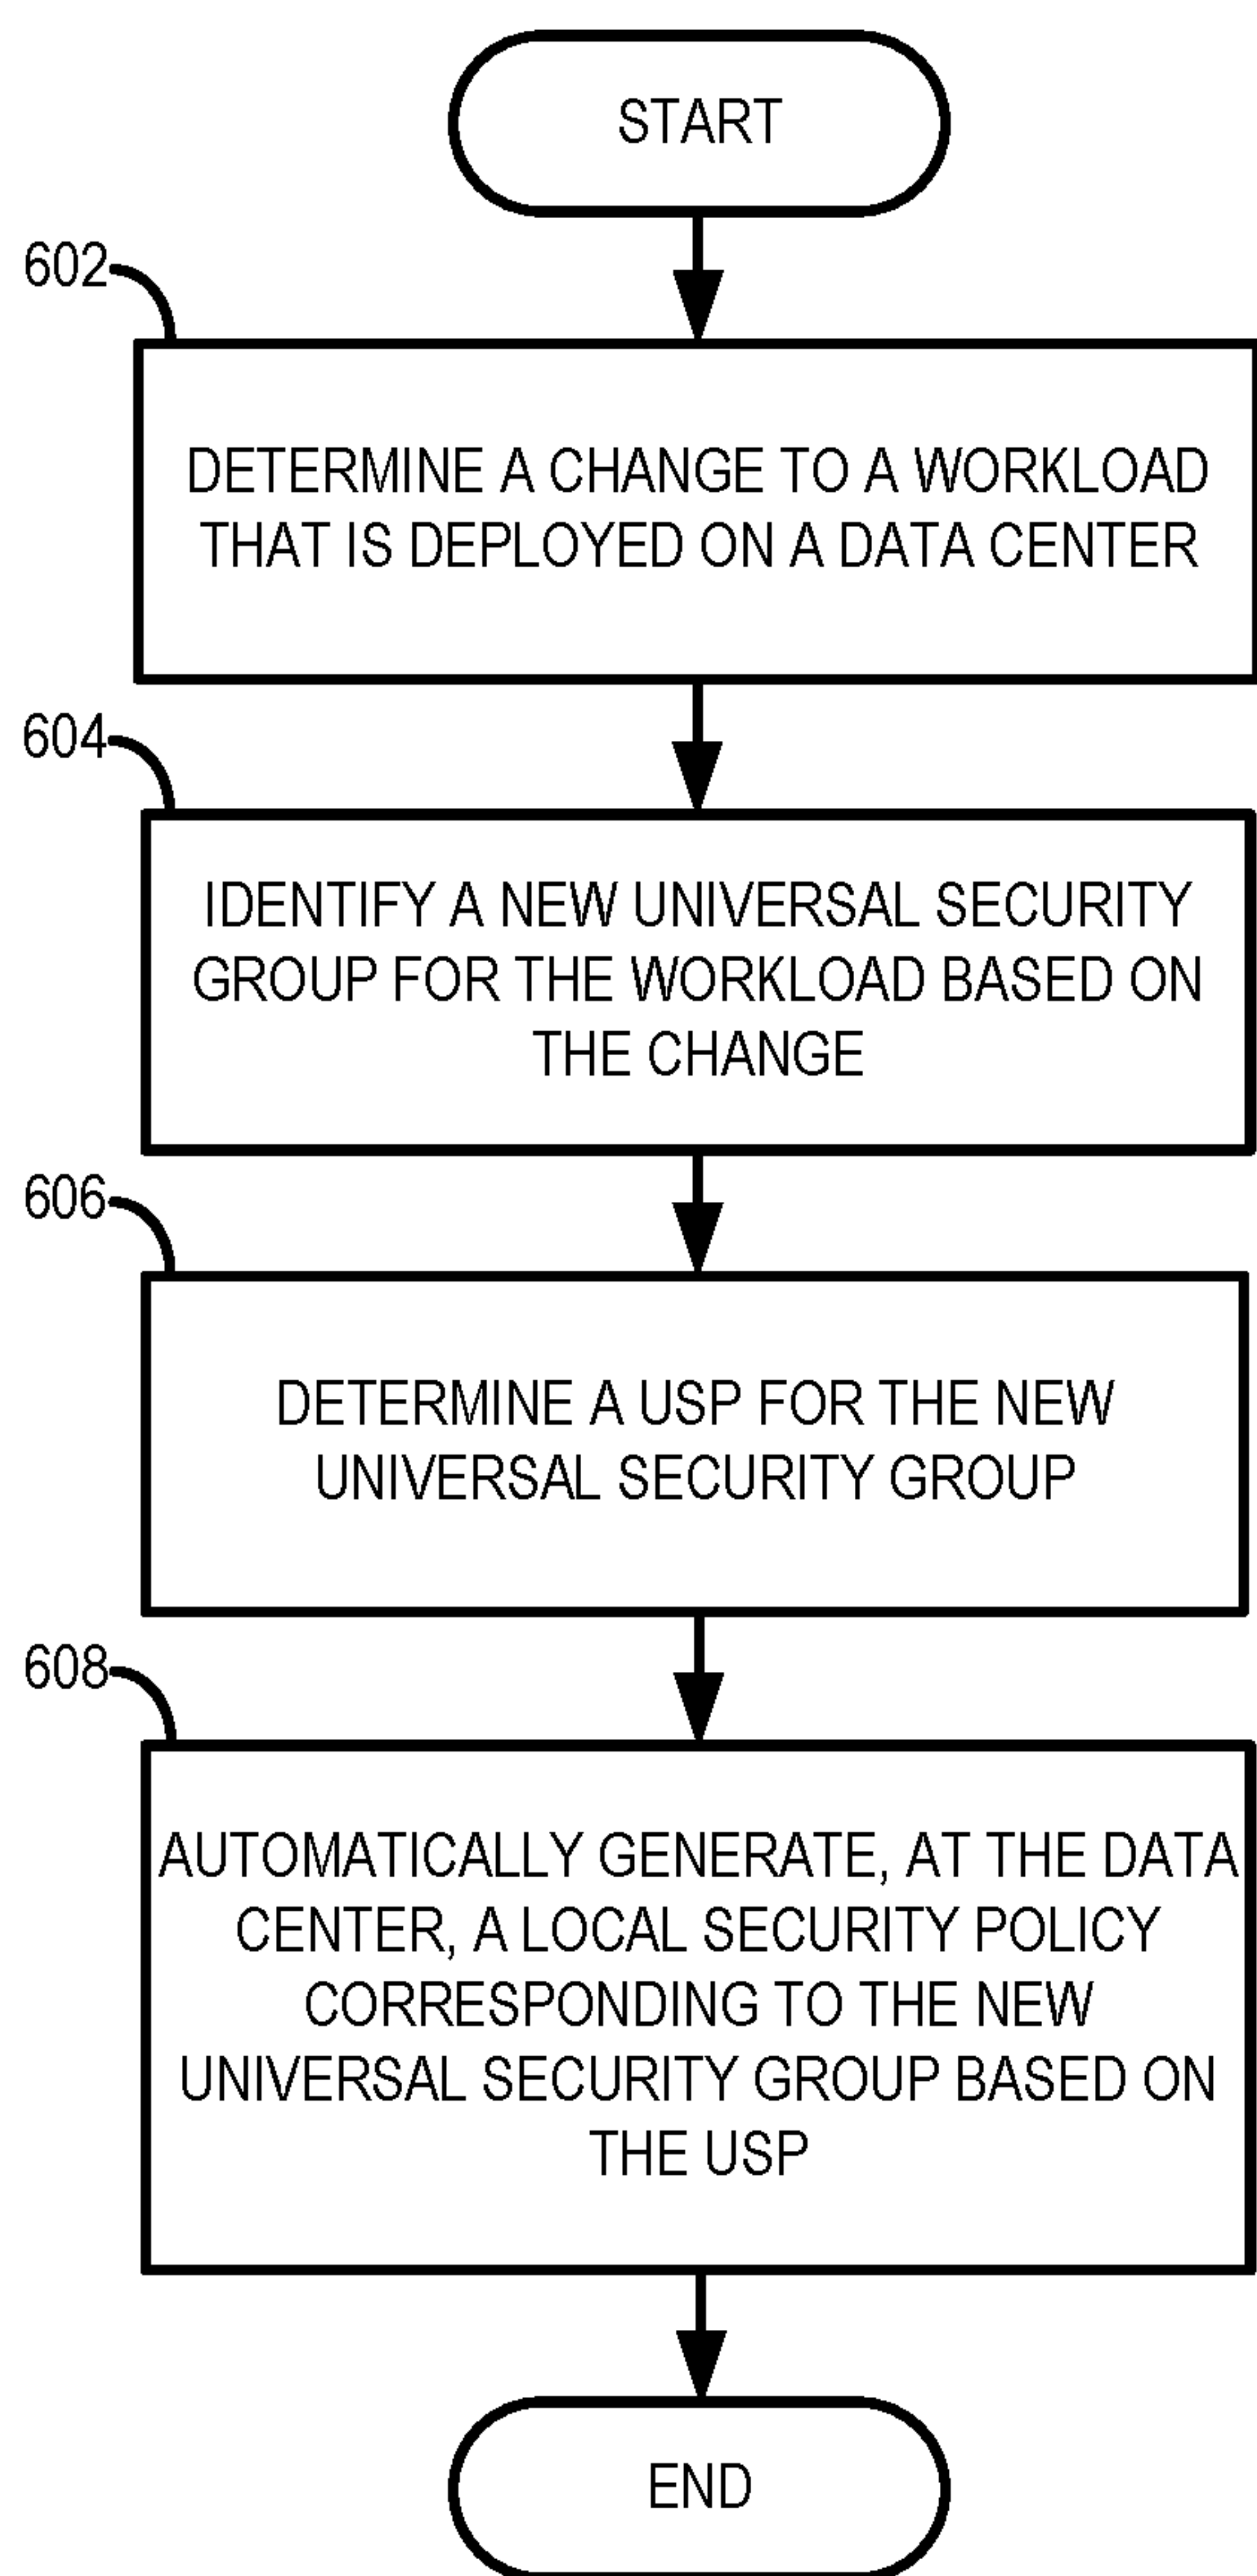 START
602
DETERMINE A CHANGE TO A WORKLOAD
THAT IS DEPLOYED ON A DATA CENTER
604
IDENTIFY A NEW UNIVERSAL SECURITY
GROUP FOR THE WORKLOAD BASED ON
THE CHANGE
606
DETERMINE A USP FOR THE NEW
UNIVERSAL SECURITY GROUP
608
AUTOMATICALLY GENERATE, AT THE DATA
CENTER, A LOCAL SECURITY POLICY
CORRESPONDING TO THE NEW
UNIVERSAL SECURITY GROUP BASED ON
THE USP
END